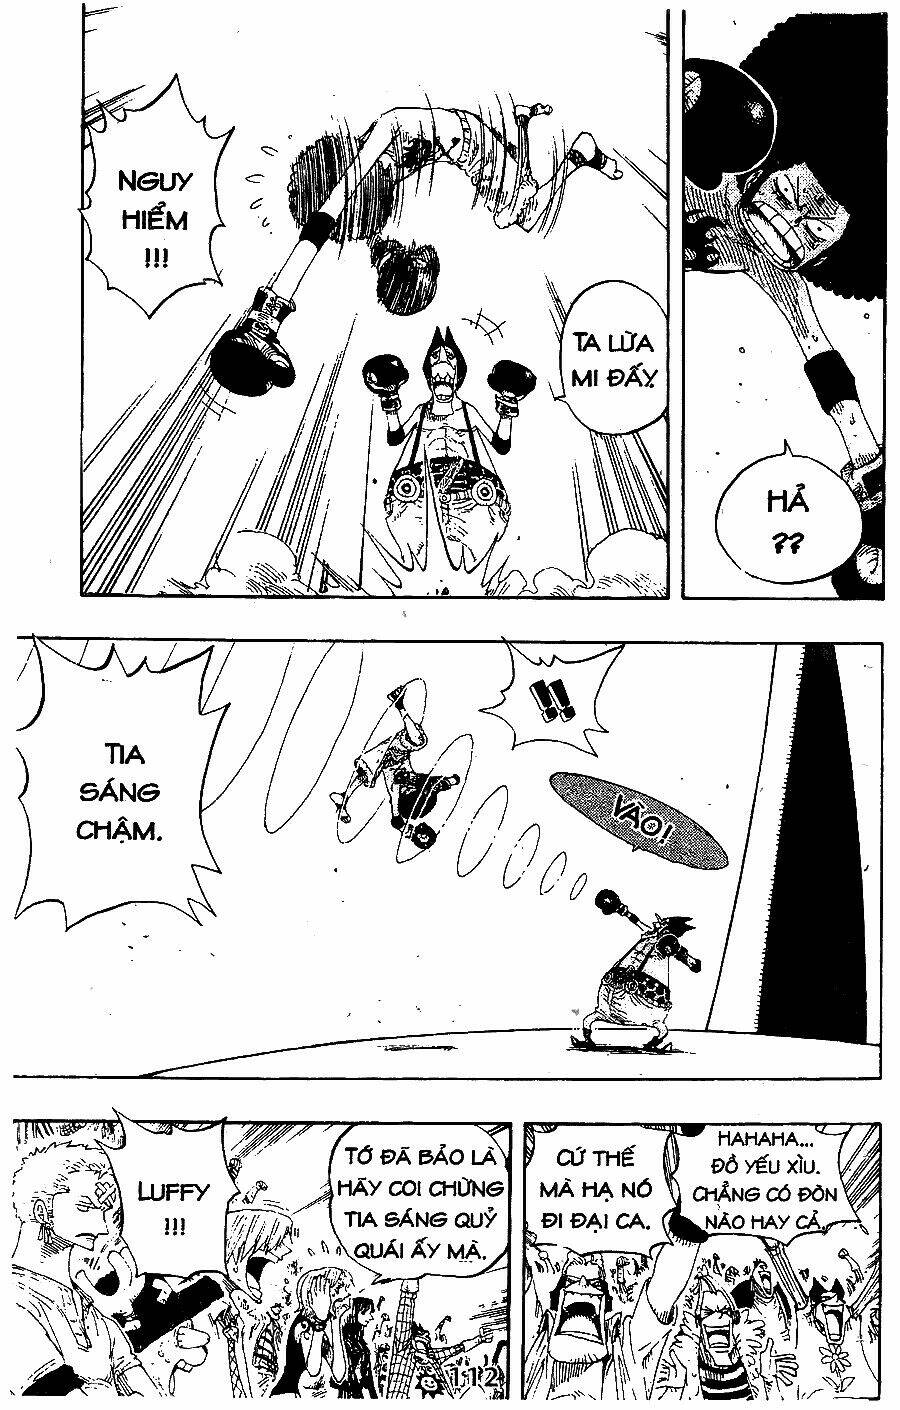 HẢ
??
TA LỪA
MI ĐẤY.
NGUY
HIỂM
!!!
!!
VÀO!
TIA
SÁNG
CHẬM.
HAHAHA...
ĐỒ YẾU XÌU.
CHẲNG CÓ ĐÒN
NÀO HAY CẢ.
CỨ THẾ
MÀ HẠ NÓ
ĐI ĐẠI CA.
TỚ ĐÃ BẢO LÀ
HÃY COI CHỪNG
TIA SÁNG QUỶ
QUÁI ẤY MÀ.
LUFFY
!!!
112